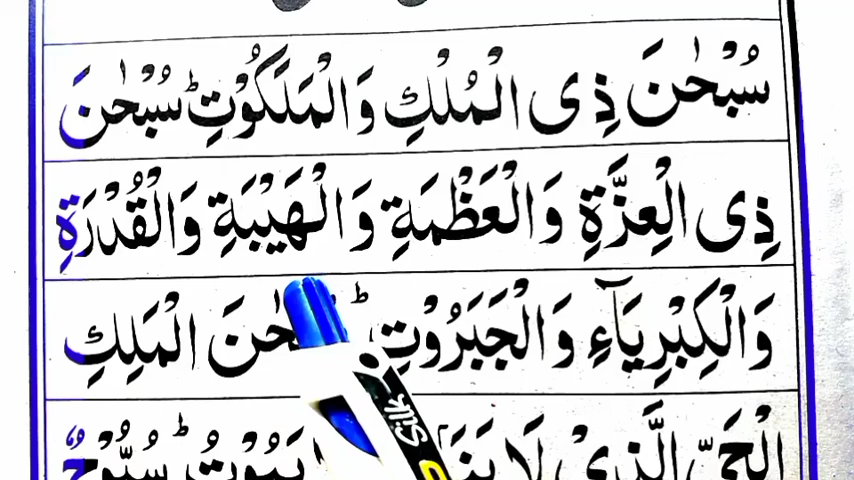 سُبْحٰنَ ذِی الْمُلْكِ وَالْمَلَكُوْتِ ؕ سُبْحٰنَ
ذِی الْعِزَّةِ وَالْعَظْمَةِ وَالْهَيْبَةِ وَالْقُدْرَةِ
وَالْكِبْرِيَآءِ وَالْجَبَرُوْتِ ؕ حٰنَ الْمَلِكِ
الْحَیِّ الَّذِیْ لَا يَنَا يَمُوْتُ ؕ سُبُّوْحٌ